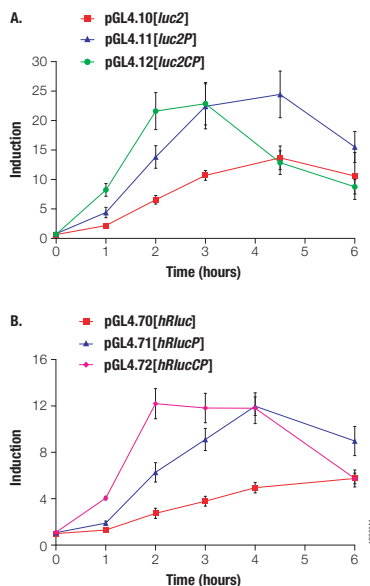 A.
pGL4.10[luc2]
pGL4.11[luc2P]
pGL4.12[luc2CP]
30
25
20
15
10
5
0
Induction
0 1 2 3 4 5 6
Time (hours)
B.
pGL4.70[hRluc]
pGL4.71[hRlucP]
pGL4.72[hRlucCP]
16
12
8
4
0
Induction
0 1 2 3 4 5 6
Time (hours)